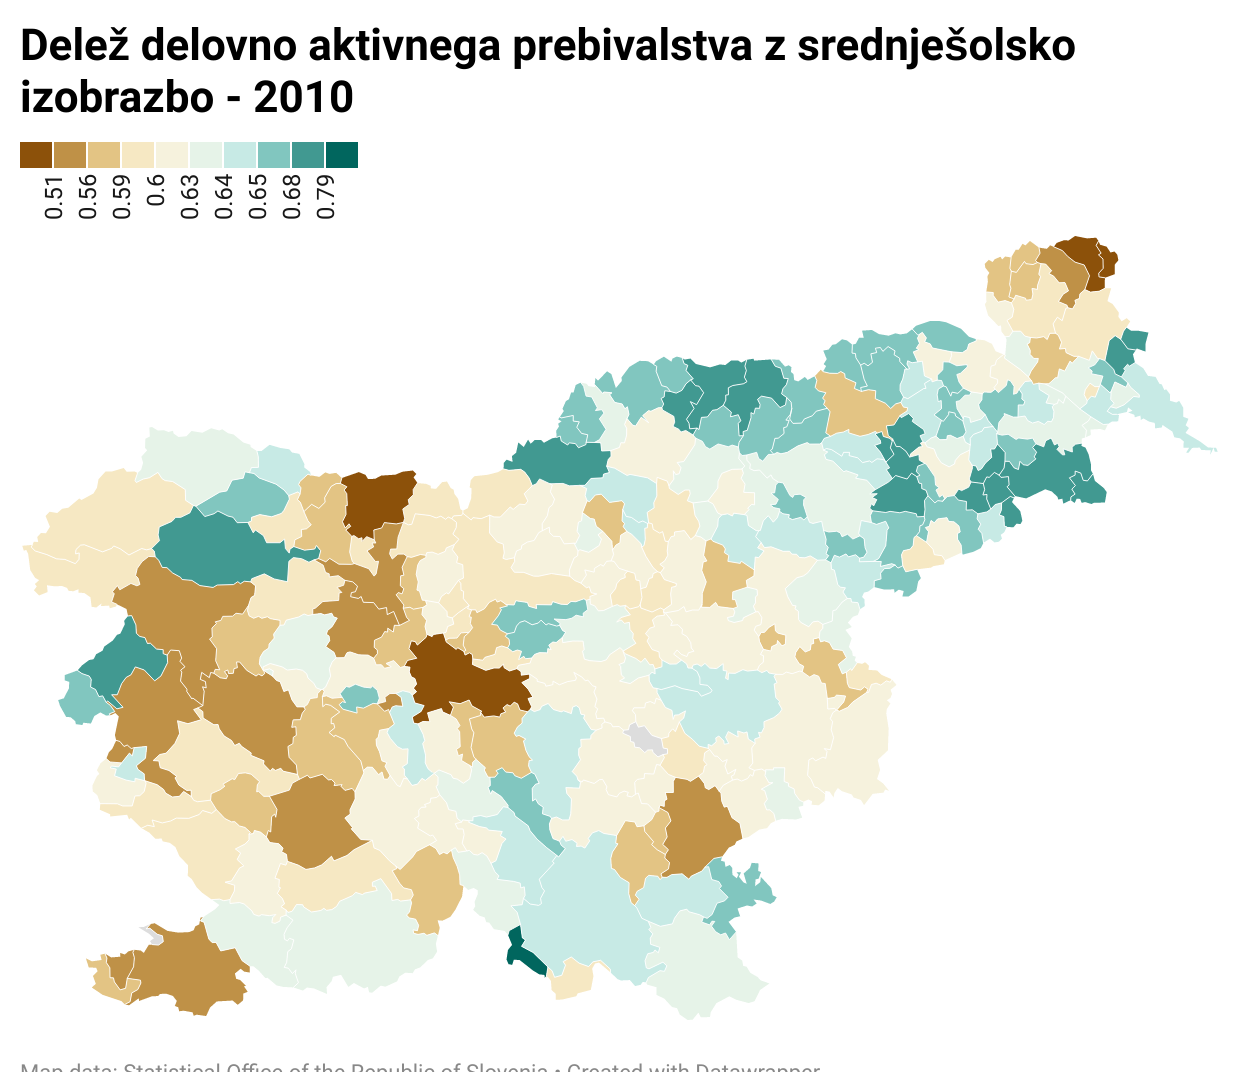 Delež delovno aktivnega prebivalstva z srednješolsko
izobrazbo - 2010
0.51 0.56 0.59 0.6 0.63 0.64 0.65 0.68 0.79
Map data: Statistical Office of the Republic of Slovenia • Created with Datawrapper